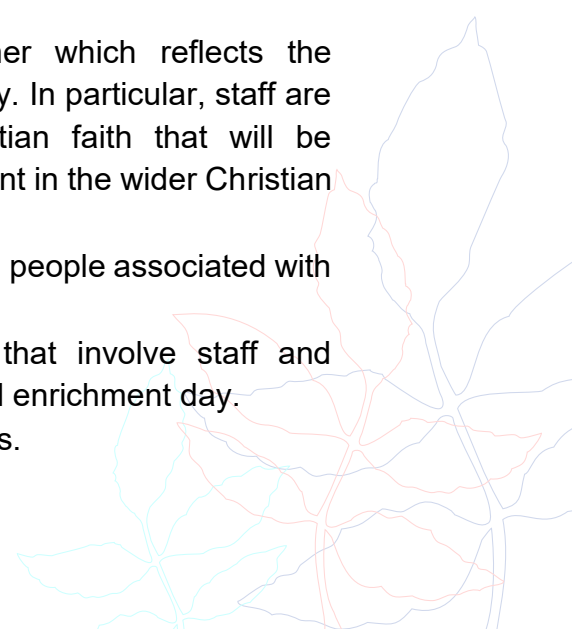 er which reflects the
y. In particular, staff are
tian faith that will be
nt in the wider Christian
people associated with
that involve staff and
l enrichment day.
s.